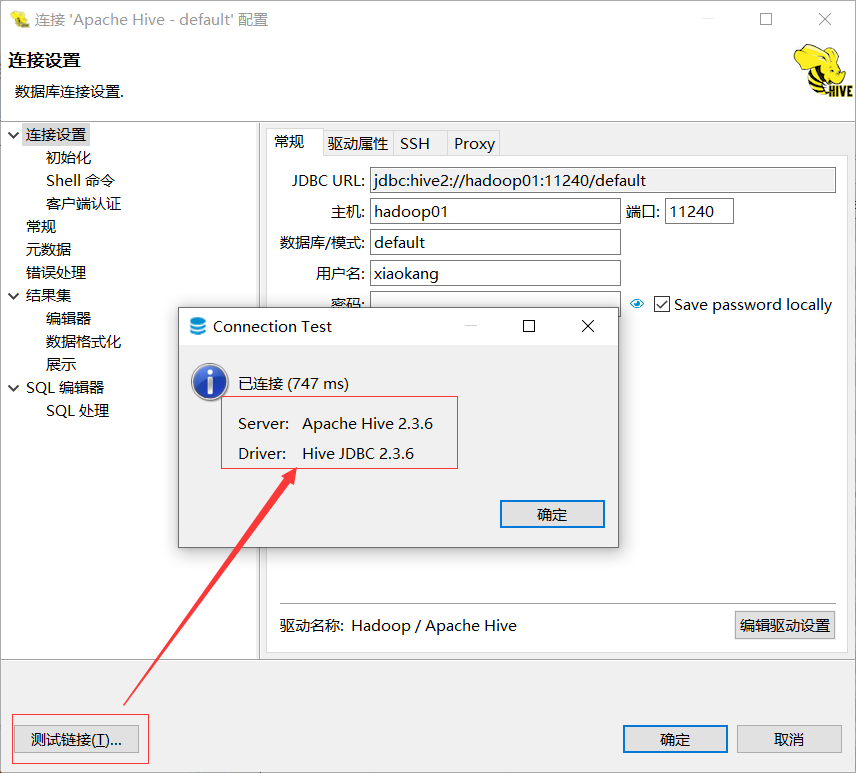 连接 'Apache Hive - default' 配置
连接设置
数据库连接设置.
HIVE
连接设置
初始化
Shell 命令
客户端认证
常规
元数据
错误处理
结果集
编辑器
数据格式化
展示
SQL 编辑器
SQL 处理
常规 驱动属性 SSH Proxy
JDBC URL: jdbc:hive2://hadoop01:11240/default
主机: hadoop01 端口: 11240
数据库/模式: default
用户名: xiaokang
密码: Save password locally
Connection Test
已连接 (747 ms)
Server: Apache Hive 2.3.6
Driver: Hive JDBC 2.3.6
确定
驱动名称: Hadoop / Apache Hive 编辑驱动设置
测试链接(T)... 确定 取消